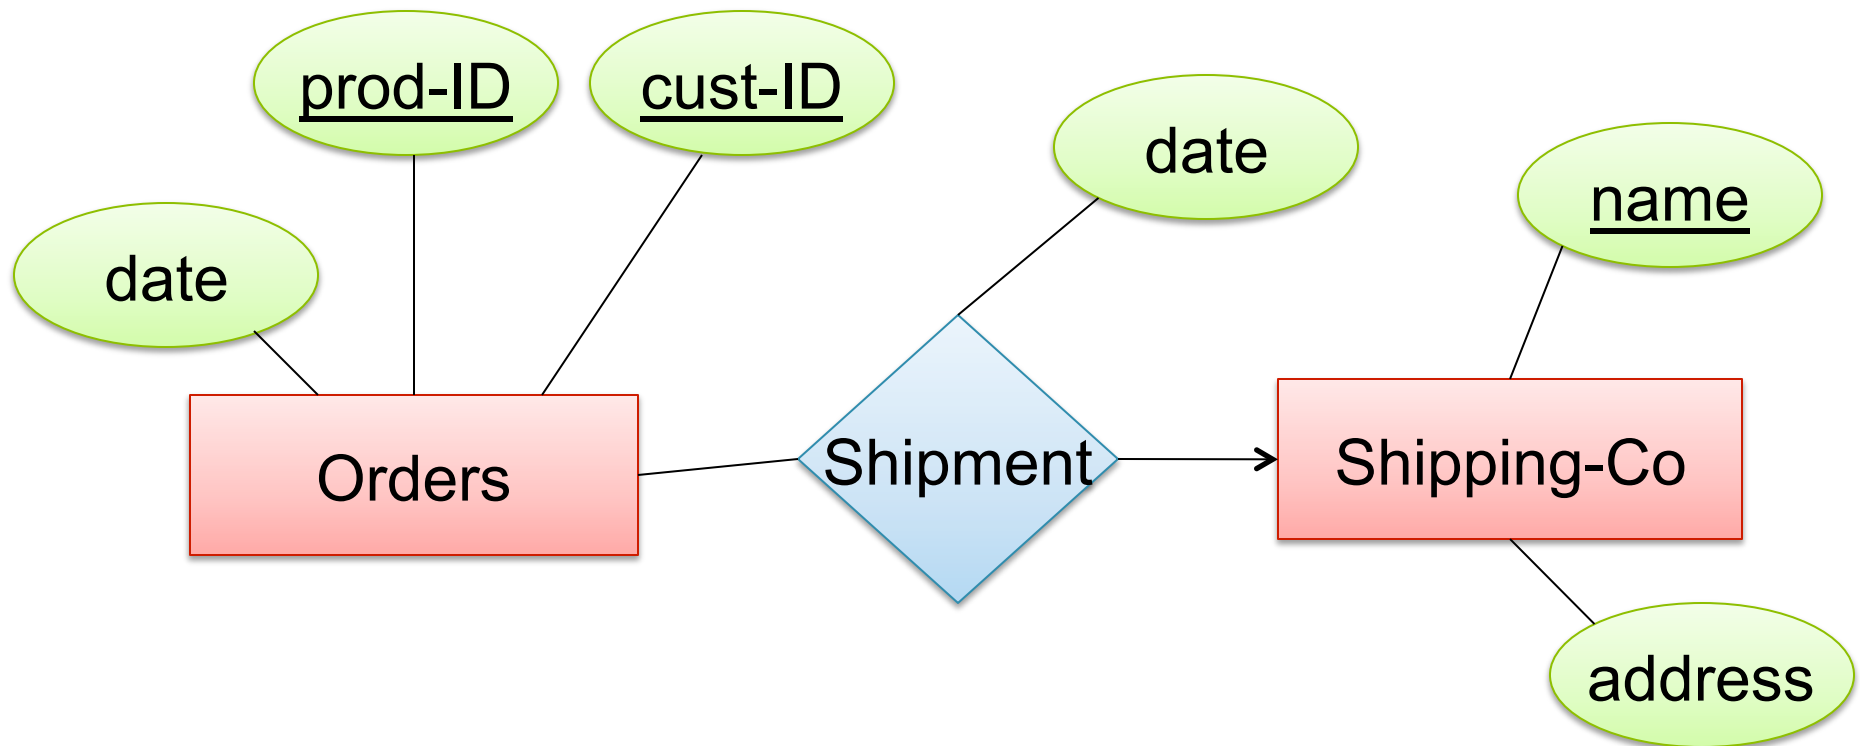 prod-ID
cust-ID
date
name
date
Orders
Shipment
Shipping-Co
address